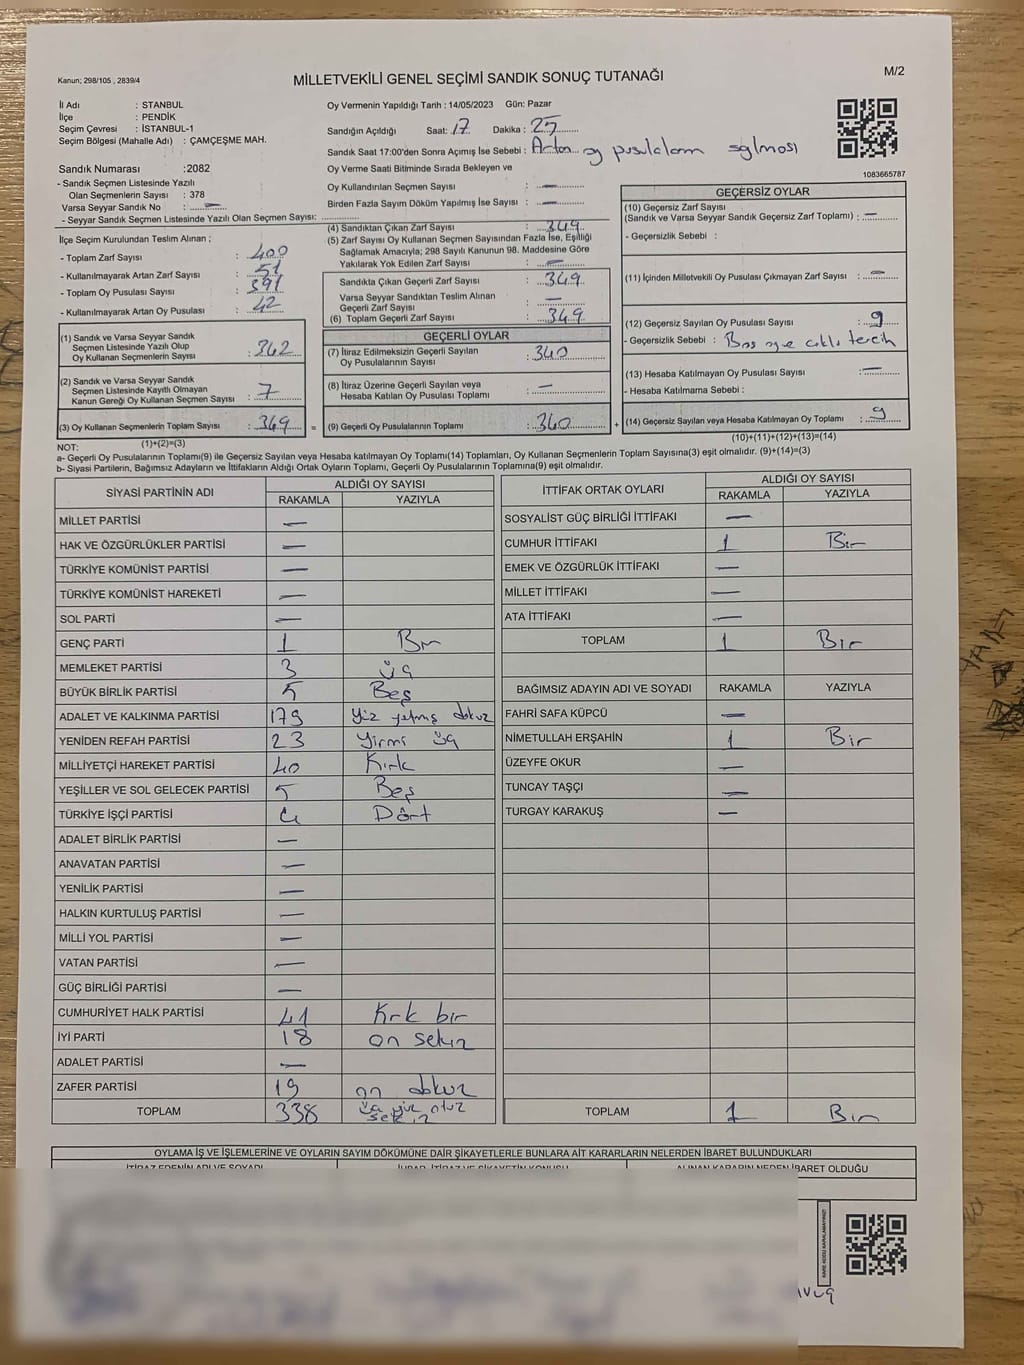 Kanun; 298/105 , 2839/4
MİLLETVEKİLİ GENEL SEÇİMİ SANDIK SONUÇ TUTANAĞI
M/2
İl Adı : STANBUL
İlçe : PENDİK
Seçim Çevresi : İSTANBUL-1
Seçim Bölgesi (Mahalle Adı) : ÇAMÇEŞME MAH.
Sandık Numarası :2082
- Sandık Seçmen Listesinde Yazılı
Olan Seçmenlerin Sayısı : 378
Varsa Seyyar Sandık No : —
- Seyyar Sandık Seçmen Listesinde Yazılı Olan Seçmen Sayısı:
Oy Vermenin Yapıldığı Tarih : 14/05/2023 Gün: Pazar
Sandığın Açıldığı Saat: 17 Dakika : 25
Sandık Saat 17:00'den Sonra Açımış İse Sebebi : Artan oy pusulaların sylması
Oy Verme Saati Bitiminde Sırada Bekleyen ve
Oy Kullandırılan Seçmen Sayısı : —
Birden Fazla Sayım Döküm Yapılmış İse Sayısı : —
1083665787
İlçe Seçim Kurulundan Teslim Alınan ;
- Toplam Zarf Sayısı : 400
- Kullanılmayarak Artan Zarf Sayısı : 51
- Toplam Oy Pusulası Sayısı : 391
- Kullanılmayarak Artan Oy Pusulası : 42
(4) Sandıktan Çıkan Zarf Sayısı : 349
(5) Zarf Sayısı Oy Kullanan Seçmen Sayısından Fazla İse, Eşitliği
Sağlamak Amacıyla; 298 Sayılı Kanunun 98. Maddesine Göre
Yakılarak Yok Edilen Zarf Sayısı : —
Sandıkta Çıkan Geçerli Zarf Sayısı : 349
Varsa Seyyar Sandıktan Teslim Alınan
Geçerli Zarf Sayısı : —
(6) Toplam Geçerli Zarf Sayısı : 349
GEÇERSİZ OYLAR
(10) Geçersiz Zarf Sayısı
(Sandık ve Varsa Seyyar Sandık Geçersiz Zarf Toplamı) : —
- Geçersizlik Sebebi :
(11) İçinden Milletvekili Oy Pusulası Çıkmayan Zarf Sayısı : —
(12) Geçersiz Sayılan Oy Pusulası Sayısı : 9
- Geçersizlik Sebebi : Boş tercih
(13) Hesaba Katılmayan Oy Pusulası Sayısı : —
- Hesaba Katılmama Sebebi :
(14) Geçersiz Sayılan veya Hesaba Katılmayan Oy Toplamı : 9
(10)+(11)+(12)+(13)=(14)
(1) Sandık ve Varsa Seyyar Sandık
Seçmen Listesinde Yazılı Olup
Oy Kullanan Seçmenlerin Sayısı : 342
(2) Sandık ve Varsa Seyyar Sandık
Seçmen Listesinde Kayıtlı Olmayan
Kanun Gereği Oy Kullanan Seçmen Sayısı : 7
(3) Oy Kullanan Seçmenlerin Toplam Sayısı : 349 =
(1)+(2)=(3)
GEÇERLİ OYLAR
(7) İtiraz Edilmeksizin Geçerli Sayılan
Oy Pusulalarının Sayısı : 340
(8) İtiraz Üzerine Geçerli Sayılan veya
Hesaba Katılan Oy Pusulası Toplamı : —
(9) Geçerli Oy Pusulalarının Toplamı : 340 +
NOT:
a- Geçerli Oy Pusulalarının Toplamı(9) ile Geçersiz Sayılan veya Hesaba katılmayan Oy Toplamı(14) Toplamları, Oy Kullanan Seçmenlerin Toplam Sayısına(3) eşit olmalıdır. (9)+(14)=(3)
b- Siyasi Partilerin, Bağımsız Adayların ve İttifakların Aldığı Ortak Oyların Toplamı, Geçerli Oy Pusulalarının Toplamına(9) eşit olmalıdır.
SİYASİ PARTİNİN ADI
ALDIĞI OY SAYISI
RAKAMLA YAZIYLA
MİLLET PARTİSİ —
HAK VE ÖZGÜRLÜKLER PARTİSİ —
TÜRKİYE KOMÜNİST PARTİSİ —
TÜRKİYE KOMÜNİST HAREKETİ —
SOL PARTİ —
GENÇ PARTİ 1 Bir
MEMLEKET PARTİSİ 3 üç
BÜYÜK BİRLİK PARTİSİ 5 Beş
ADALET VE KALKINMA PARTİSİ 179 Yüz yetmiş dokuz
YENİDEN REFAH PARTİSİ 23 Yirmi üç
MİLLİYETÇİ HAREKET PARTİSİ 40 Kırk
YEŞİLLER VE SOL GELECEK PARTİSİ 5 Beş
TÜRKİYE İŞÇİ PARTİSİ 4 Dört
ADALET BİRLİK PARTİSİ —
ANAVATAN PARTİSİ —
YENİLİK PARTİSİ —
HALKIN KURTULUŞ PARTİSİ —
MİLLİ YOL PARTİSİ —
VATAN PARTİSİ —
GÜÇ BİRLİĞİ PARTİSİ —
CUMHURİYET HALK PARTİSİ 41 Kırk bir
İYİ PARTİ 18 on sekiz
ADALET PARTİSİ —
ZAFER PARTİSİ 19 on dokuz
TOPLAM 338 üç yüz otuz sekiz
İTTİFAK ORTAK OYLARI
ALDIĞI OY SAYISI
RAKAMLA YAZIYLA
SOSYALİST GÜÇ BİRLİĞİ İTTİFAKI —
CUMHUR İTTİFAKI 1 Bir
EMEK VE ÖZGÜRLÜK İTTİFAKI —
MİLLET İTTİFAKI —
ATA İTTİFAKI —
TOPLAM 1 Bir
BAĞIMSIZ ADAYIN ADI VE SOYADI RAKAMLA YAZIYLA
FAHRİ SAFA KÜPCÜ —
NİMETULLAH ERŞAHİN 1 Bir
ÜZEYFE OKUR —
TUNCAY TAŞÇI —
TURGAY KARAKUŞ —
TOPLAM 1 Bir
OYLAMA İŞ VE İŞLEMLERİNE VE OYLARIN SAYIM DÖKÜMÜNE DAİR ŞİKAYETLERLE BUNLARA AİT KARARLARIN NELERDEN İBARET BULUNDUKLARI
İTİRAZ EDENİN ADI VE SOYADI İHBAR, İTİRAZ VE ŞİKAYETİN KONUSU ALINAN KARARIN NEDEN İBARET OLDUĞU